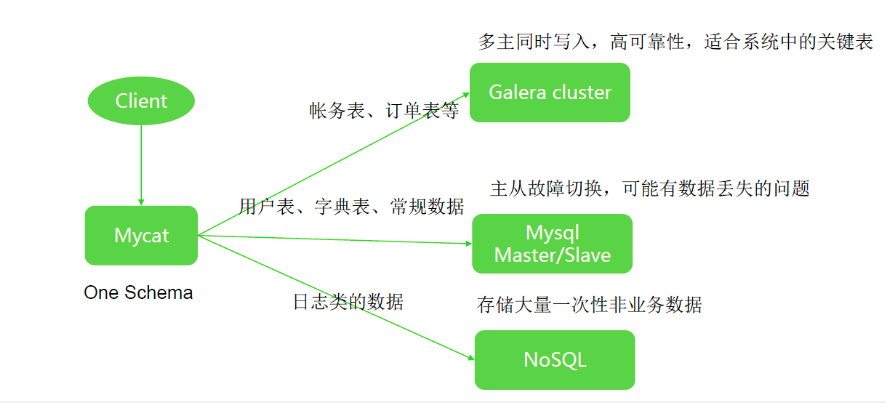 多主同时写入，高可靠性，适合系统中的关键表
Client
Galera cluster
帐务表、订单表等
主从故障切换，可能有数据丢失的问题
用户表、字典表、常规数据
Mycat
Mysql
Master/Slave
One Schema
日志类的数据
存储大量一次性非业务数据
NoSQL